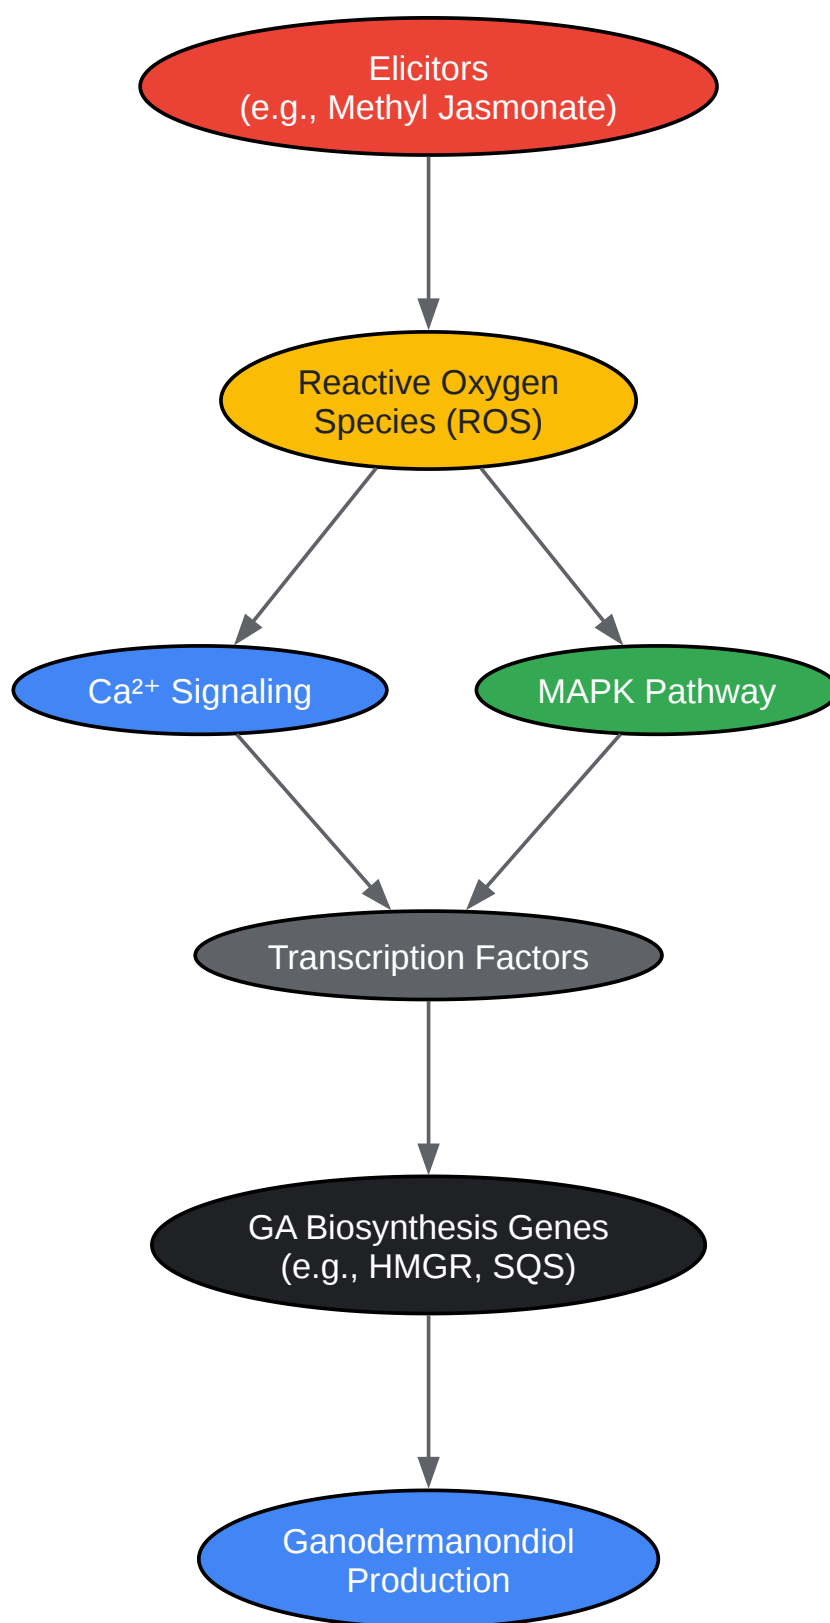 Elicitors
(e.g., Methyl Jasmonate)
Reactive Oxygen
Species (ROS)
Ca²⁺ Signaling
MAPK Pathway
Transcription Factors
GA Biosynthesis Genes
(e.g., HMGR, SQS)
Ganodermanondiol
Production